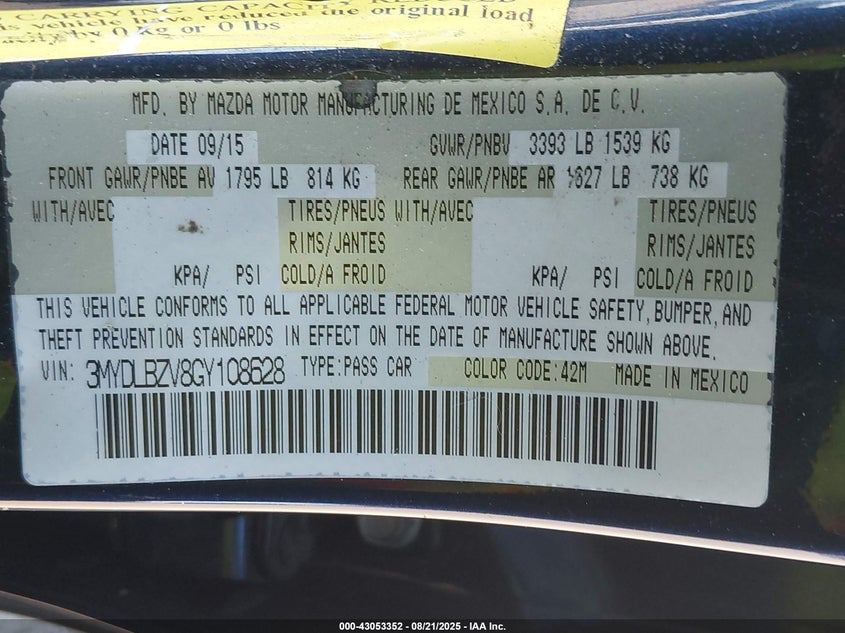 CARRYING CAPACITY REDUCED
vehicle have reduced the original load
by 0 Kg or 0 lbs
MFD. BY MAZDA MOTOR MANUFACTURING DE MEXICO S.A. DE C.V.
DATE 09/15 GVWR/PNBV 3393 LB 1539 KG
FRONT GAWR/PNBE AV 1795 LB 814 KG REAR GAWR/PNBE AR 1627 LB 738 KG
WITH/AVEC TIRES/PNEUS WITH/AVEC TIRES/PNEUS
RIMS/JANTES RIMS/JANTES
KPA/ PSI COLD/A FROID KPA/ PSI COLD/A FROID
THIS VEHICLE CONFORMS TO ALL APPLICABLE FEDERAL MOTOR VEHICLE SAFETY, BUMPER, AND
THEFT PREVENTION STANDARDS IN EFFECT ON THE DATE OF MANUFACTURE SHOWN ABOVE.
VIN: 3MYDLBZV8GY108628 TYPE:PASS CAR COLOR CODE:42M MADE IN MEXICO
000-43053352 - 08/21/2025 - IAA Inc.